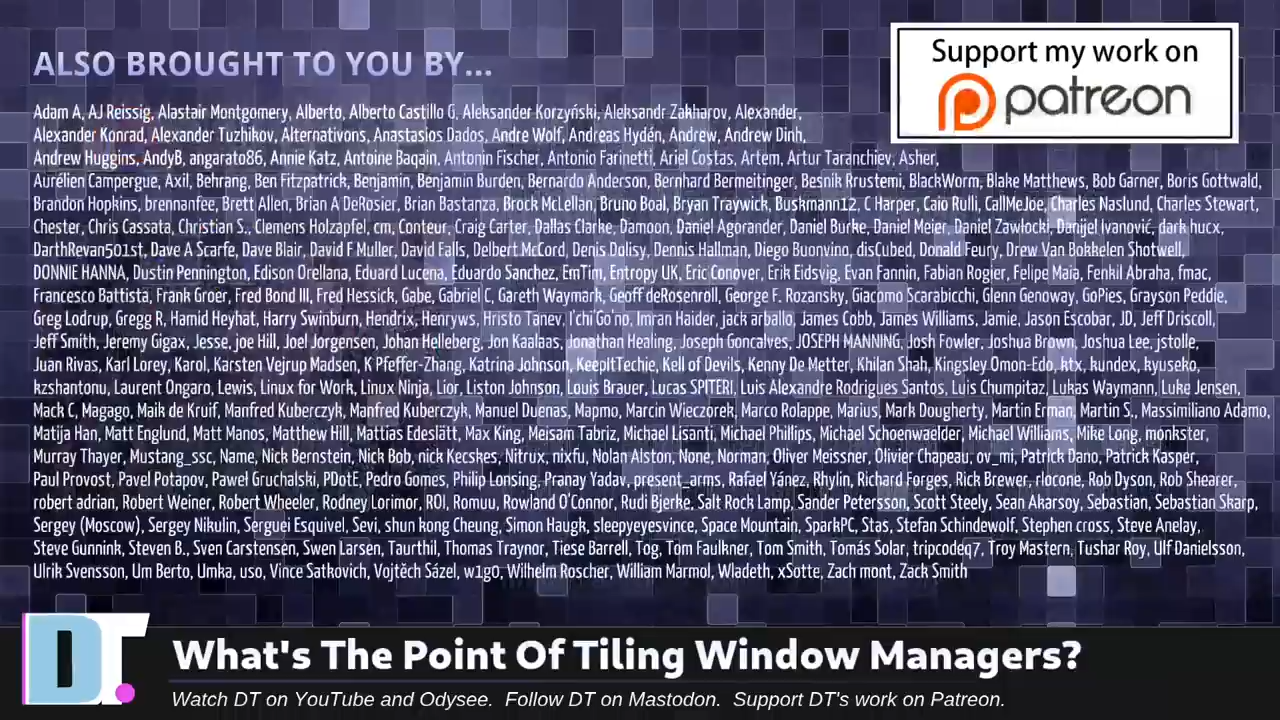 ALSO BROUGHT TO YOU BY...
Support my work on
patreon
Adam A, AJ Reissig, Alastair Montgomery, Alberto, Alberto Castillo G, Aleksander Korzyński, Aleksandr Zakharov, Alexander,
Alexander Konrad, Alexander Tuzhikov, Alternativons, Anastasios Dados, Andre Wolf, Andreas Hydén, Andrew, Andrew Dinh,
Andrew Huggins, AndyB, angarato86, Annie Katz, Antoine Baqain, Antonin Fischer, Antonio Farinetti, Ariel Costas, Artem, Artur Taranchiev, Asher,
Aurélien Campergue, Axil, Behrang, Ben Fitzpatrick, Benjamin, Benjamin Burden, Bernardo Anderson, Bernhard Bermeitinger, Besnik Rrustemi, BlackWorm, Blake Matthews, Bob Garner, Boris Gottwald,
Brandon Hopkins, brennanfee, Brett Allen, Brian A DeRosier, Brian Bastanza, Brock McLellan, Bruno Boal, Bryan Traywick, Buskmann12, C Harper, Caio Rulli, CallMeJoe, Charles Naslund, Charles Stewart,
Chester, Chris Cassata, Christian S., Clemens Holzapfel, cm, Conteur, Craig Carter, Dallas Clarke, Damoon, Daniel Agorander, Daniel Burke, Daniel Meier, Daniel Zawlocki, Danijel Ivanović, dark hucx,
DarthRevan501st, Dave A Scarfe, Dave Blair, David F Muller, David Falls, Delbert McCord, Denis Dolisy, Dennis Hallman, Diego Buonvino, disCubed, Donald Feury, Drew Van Bokkelen Shotwell,
DONNIE HANNA, Dustin Pennington, Edison Orellana, Eduard Lucena, Eduardo Sanchez, EmTim, Entropy UK, Eric Conover, Erik Eidsvig, Evan Fannin, Fabian Rogier, Felipe Maia, Fenkil Abraha, fmac,
Francesco Battista, Frank Groer, Fred Bond III, Fred Hessick, Gabe, Gabriel C, Gareth Waymark, Geoff deRosenroll, George F. Rozansky, Giacomo Scarabicchi, Glenn Genoway, GoPies, Grayson Peddie,
Greg Lodrup, Gregg R, Hamid Heyhat, Harry Swinburn, Hendrix, Henryws, Hristo Tanev, I'chi'Go'no, Imran Haider, jack arballo, James Cobb, James Williams, Jamie, Jason Escobar, JD, Jeff Driscoll,
Jeff Smith, Jeremy Gigax, Jesse, joe Hill, Joel Jorgensen, Johan Helleberg, Jon Kaalaas, Jonathan Healing, Joseph Goncalves, JOSEPH MANNING, Josh Fowler, Joshua Brown, Joshua Lee, jstolle,
Juan Rivas, Karl Lorey, Karol, Karsten Vejrup Madsen, K Pfeffer-Zhang, Katrina Johnson, KeepItTechie, Kell of Devils, Kenny De Metter, Khilan Shah, Kingsley Omon-Edo, ktx, kundex, kyuseko,
kzshantonu, Laurent Ongaro, Lewis, Linux for Work, Linux Ninja, Lior, Liston Johnson, Louis Brauer, Lucas SPITERI, Luis Alexandre Rodrigues Santos, Luis Chumpitaz, Lukas Waymann, Luke Jensen,
Mack C, Magago, Maik de Kruif, Manfred Kuberczyk, Manfred Kuberczyk, Manuel Duenas, Mapmo, Marcin Wieczorek, Marco Rolappe, Marius, Mark Dougherty, Martin Erman, Martin S., Massimiliano Adamo,
Matija Han, Matt Englund, Matt Manos, Matthew Hill, Mattias Edeslätt, Max King, Meisam Tabriz, Michael Lisanti, Michael Phillips, Michael Schoenwaelder, Michael Williams, Mike Long, monkster,
Murray Thayer, Mustang_ssc, Name, Nick Bernstein, Nick Bob, nick Kecskes, Nitrux, nixfu, Nolan Alston, None, Norman, Oliver Meissner, Olivier Chapeau, ov_mi, Patrick Dano, Patrick Kasper,
Paul Provost, Pavel Potapov, Paweł Gruchalski, PDotE, Pedro Gomes, Philip Lonsing, Pranay Yadav, present_arms, Rafael Yánez, Rhylin, Richard Forges, Rick Brewer, rlocone, Rob Dyson, Rob Shearer,
robert adrian, Robert Weiner, Robert Wheeler, Rodney Lorimor, ROI, Romuu, Rowland O'Connor, Rudi Bjerke, Salt Rock Lamp, Sander Petersson, Scott Steely, Sean Akarsoy, Sebastian, Sebastian Skarp,
Sergey (Moscow), Sergey Nikulin, Serguei Esquivel, Sevi, shun kong Cheung, Simon Haugk, sleepyeyesvince, Space Mountain, SparkPC, Stas, Stefan Schindewolf, Stephen cross, Steve Anelay,
Steve Gunnink, Steven B., Sven Carstensen, Swen Larsen, Taurthil, Thomas Traynor, Tiese Barrell, Tog, Tom Faulkner, Tom Smith, Tomás Solar, tripcodeq7, Troy Mastern, Tushar Roy, Ulf Danielsson,
Ulrik Svensson, Um Berto, Umka, uso, Vince Satkovich, Vojtěch Sázel, w1g0, Wilhelm Roscher, William Marmol, Wladeth, xSotte, Zach mont, Zack Smith
DT
What's The Point Of Tiling Window Managers?
Watch DT on YouTube and Odysee. Follow DT on Mastodon. Support DT's work on Patreon.